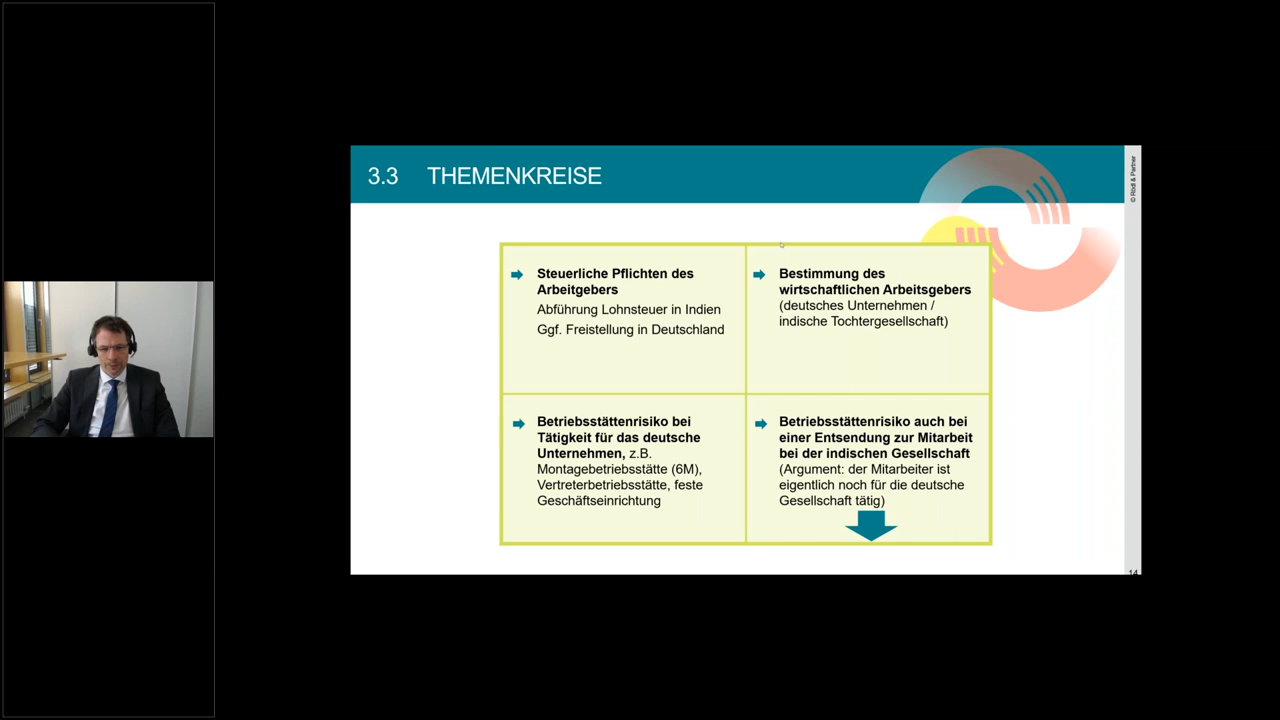 3.3 THEMENKREISE
© Rödl & Partner
Steuerliche Pflichten des
Arbeitgebers
Abführung Lohnsteuer in Indien
Ggf. Freistellung in Deutschland
Bestimmung des
wirtschaftlichen Arbeitsgebers
(deutsches Unternehmen /
indische Tochtergesellschaft)
Betriebsstättenrisiko bei
Tätigkeit für das deutsche
Unternehmen, z.B.
Montagebetriebsstätte (6M),
Vertreterbetriebsstätte, feste
Geschäftseinrichtung
Betriebsstättenrisiko auch bei
einer Entsendung zur Mitarbeit
bei der indischen Gesellschaft
(Argument: der Mitarbeiter ist
eigentlich noch für die deutsche
Gesellschaft tätig)
14